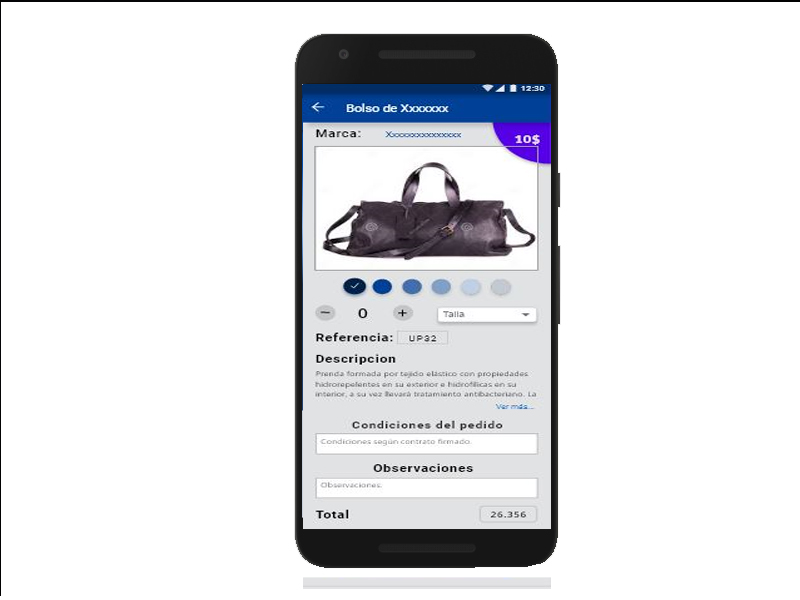 12:30
Bolso de Xxxxxxx
Marca: Xxxxxxxxxxxxxxx
10$
0
Talla
Referencia: UP32
Descripcion
Prenda formada por tejido elástico con propiedades
hidrorepelentes en su exterior e hidrofílicas en su
interior, a su vez llevará tratamiento antibacteriano. La
Ver más...
Condiciones del pedido
Condiciones según contrato firmado.
Observaciones
Observaciones.
Total 26.356